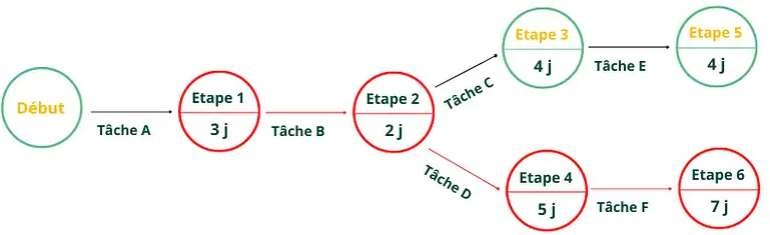 Début
Tâche A
Etape 1
3 j
Tâche B
Etape 2
2 j
Tâche C
Etape 3
4 j
Tâche E
Etape 5
4 j
Tâche D
Etape 4
5 j
Tâche F
Etape 6
7 j